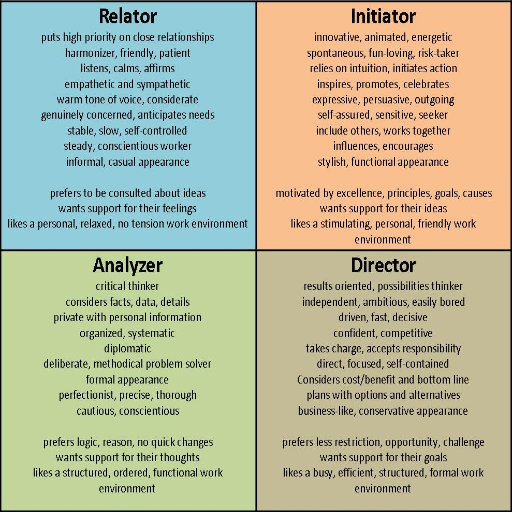 Relator
puts high priority on close relationships
harmonizer, friendly, patient
listens, calms, affirms
empathetic and sympathetic
warm tone of voice, considerate
genuinely concerned, anticipates needs
stable, slow, self-controlled
steady, conscientious worker
informal, casual appearance
prefers to be consulted about ideas
wants support for their feelings
likes a personal, relaxed, no tension work environment
Initiator
innovative, animated, energetic
spontaneous, fun-loving, risk-taker
relies on intuition, initiates action
inspires, promotes, celebrates
expressive, persuasive, outgoing
self-assured, sensitive, seeker
include others, works together
influences, encourages
stylish, functional appearance
motivated by excellence, principles, goals, causes
wants support for their ideas
likes a stimulating, personal, friendly work
environment
Analyzer
critical thinker
considers facts, data, details
private with personal information
organized, systematic
diplomatic
deliberate, methodical problem solver
formal appearance
perfectionist, precise, thorough
cautious, conscientious
prefers logic, reason, no quick changes
wants support for their thoughts
likes a structured, ordered, functional work
environment
Director
results oriented, possibilities thinker
independent, ambitious, easily bored
driven, fast, decisive
confident, competitive
takes charge, accepts responsibility
direct, focused, self-contained
Considers cost/benefit and bottom line
plans with options and alternatives
business-like, conservative appearance
prefers less restriction, opportunity, challenge
wants support for their goals
likes a busy, efficient, structured, formal work
environment